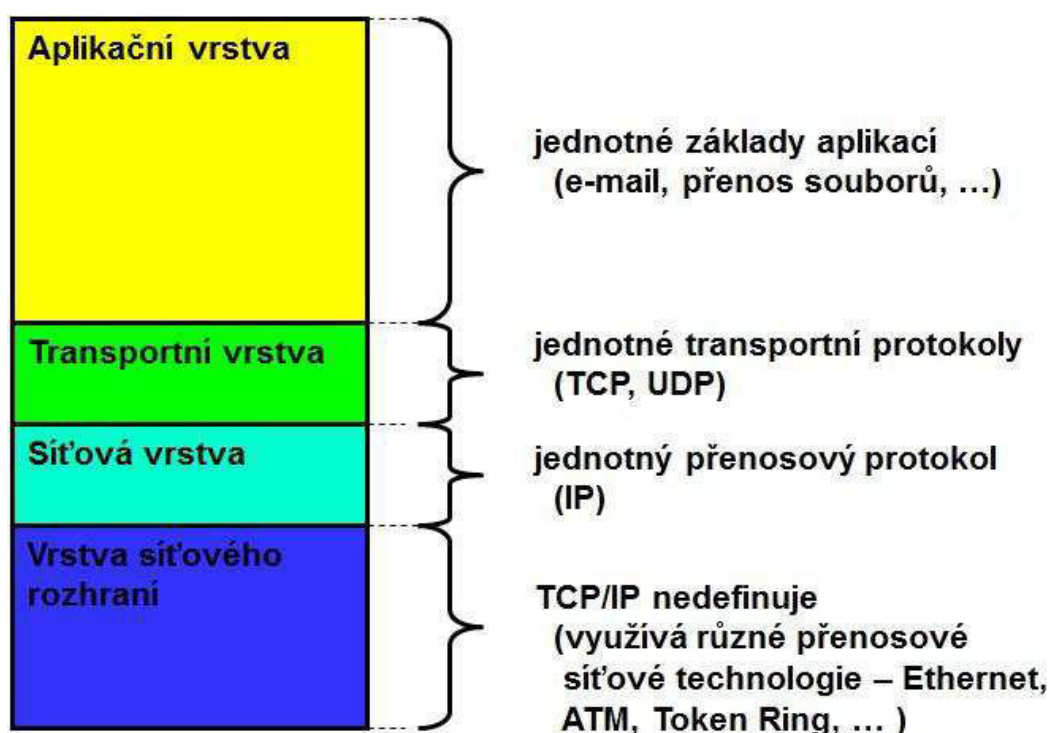 Aplikační vrstva
jednotné základy aplikací
(e-mail, přenos souborů, …)
Transportní vrstva
jednotné transportní protokoly
(TCP, UDP)
Síťová vrstva
jednotný přenosový protokol
(IP)
Vrstva síťového
rozhraní
TCP/IP nedefinuje
(využívá různé přenosové
síťové technologie – Ethernet,
ATM, Token Ring, … )